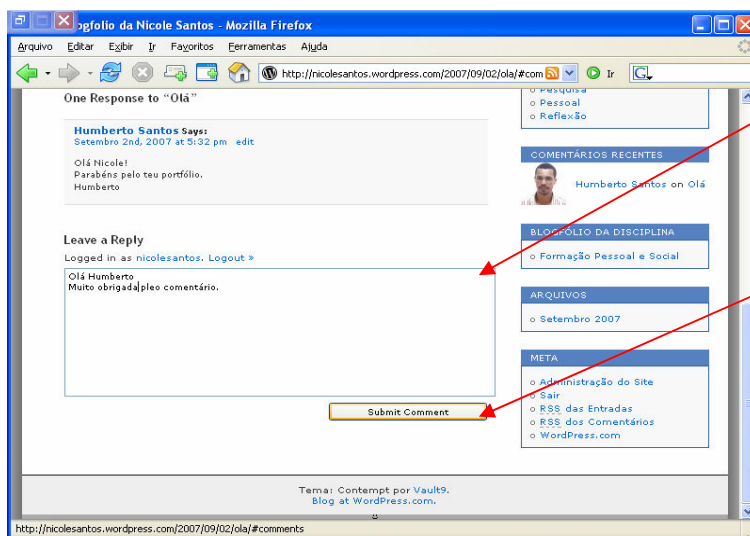 ogfolio da Nicole Santos - Mozilla Firefox
Arquivo Editar Exibir Ir Favoritos Ferramentas Ajuda
http://nicolesantos.wordpress.com/2007/09/02/ola/#com Ir
One Response to “Olá”
Humberto Santos Says:
Setembro 2nd, 2007 at 5:32 pm edit
Olá Nicole!
Parabéns pelo teu portfólio.
Humberto
Leave a Reply
Logged in as nicolesantos. Logout »
Olá Humberto
Muito obrigada pleo comentário.
Submit Comment
Pesquisa
Pessoal
Reflexão
COMENTÁRIOS RECENTES
Humberto Santos on Olá
BLOGFÓLIO DA DISCIPLINA
Formação Pessoal e Social
ARQUIVOS
Setembro 2007
META
Administração do Site
Sair
RSS das Entradas
RSS dos Comentários
WordPress.com
Tema: Contempt por Vault9.
Blog at WordPress.com.
http://nicolesantos.wordpress.com/2007/09/02/ola/#comments